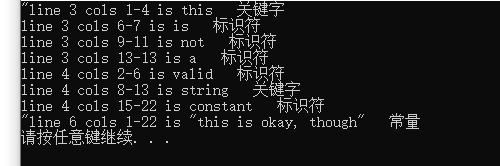 "line 3 cols 1-4 is this   关键字
line 3 cols 6-7 is is   标识符
line 3 cols 9-11 is not   标识符
line 3 cols 13-13 is a   标识符
line 4 cols 2-6 is valid   标识符
line 4 cols 8-13 is string   关键字
line 4 cols 15-22 is constant   标识符
"line 6 cols 1-22 is "this is okay, though"   常量
请按任意键继续. . .